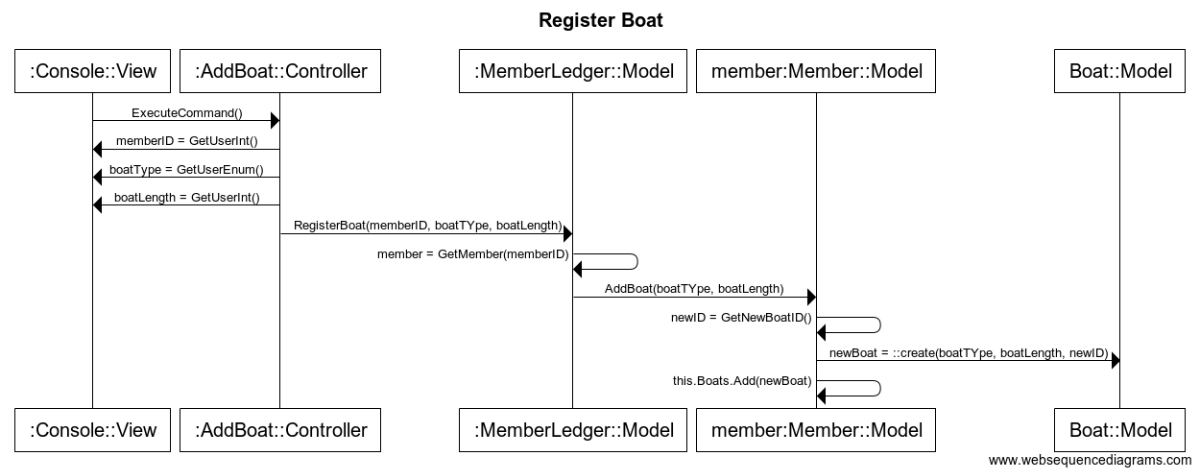 Register Boat
:Console::View
:AddBoat::Controller
:MemberLedger::Model
member:Member::Model
Boat::Model
ExecuteCommand()
memberID = GetUserInt()
boatType = GetUserEnum()
boatLength = GetUserInt()
RegisterBoat(memberID, boatTYpe, boatLength)
member = GetMember(memberID)
AddBoat(boatTYpe, boatLength)
newID = GetNewBoatID()
newBoat = ::create(boatTYpe, boatLength, newID)
this.Boats.Add(newBoat)
:Console::View
:AddBoat::Controller
:MemberLedger::Model
member:Member::Model
Boat::Model
www.websequencediagrams.com